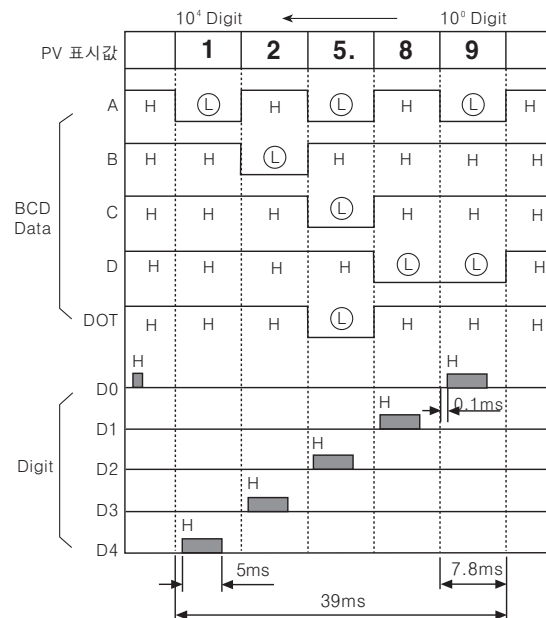 10⁴ Digit 10⁰ Digit
PV 표시값 1 2 5. 8 9
A H Ⓛ H Ⓛ H Ⓛ H
B H H Ⓛ H H H H
BCD Data
C H H H Ⓛ H H H
D H H H H Ⓛ Ⓛ H
DOT H H H Ⓛ H H H
H H
D0
0.1ms
H
D1
H
Digit
D2
H
D3
H
D4
5ms 7.8ms
39ms